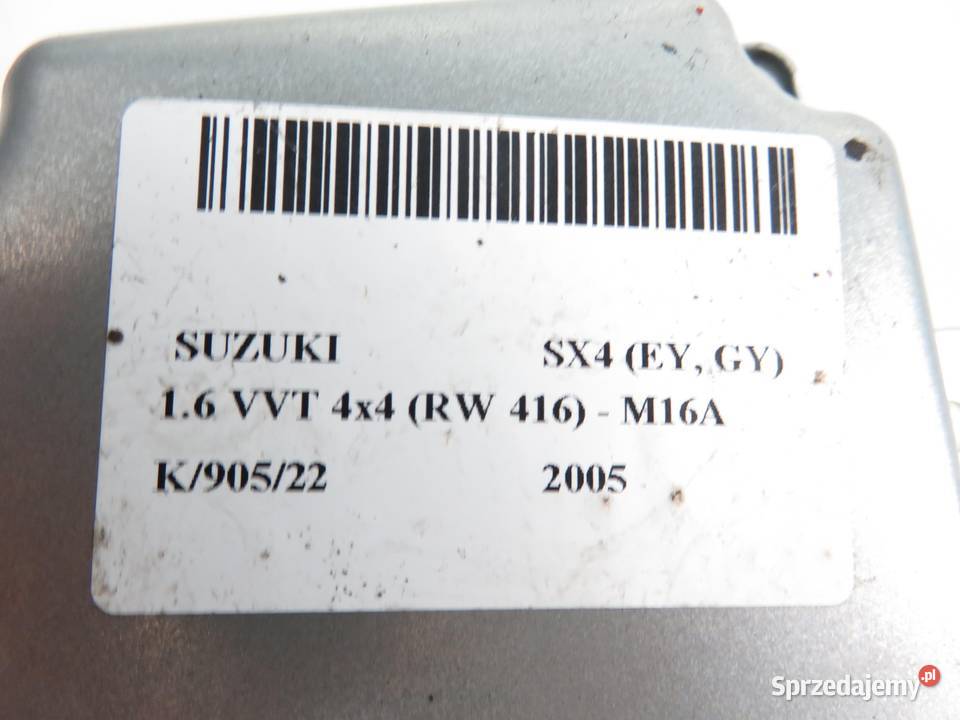 SUZUKI SX4 (EY, GY)
1.6 VVT 4x4 (RW 416) - M16A
K/905/22 2005
Sprzedajemy.pl